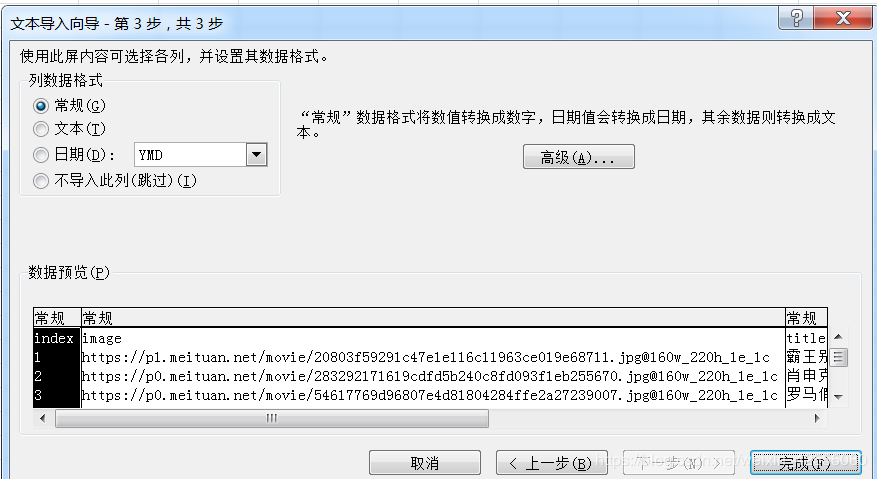 文本导入向导 - 第 3 步，共 3 步
使用此屏内容可选择各列，并设置其数据格式。
列数据格式
常规(G)
文本(T)
日期(D): YMD
不导入此列(跳过)(I)
“常规”数据格式将数值转换成数字，日期值会转换成日期，其余数据则转换成文
本。
高级(A)...
数据预览(P)
常规 常规 常规
index image title
1 https://p1.meituan.net/movie/20803f59291c47e1e116c11963ce019e68711.jpg@160w_220h_1e_1c 霸王别
2 https://p0.meituan.net/movie/283292171619cdfd5b240c8fd093f1eb255670.jpg@160w_220h_1e_1c 肖申克
3 https://p0.meituan.net/movie/54617769d96807e4d81804284ffe2a27239007.jpg@160w_220h_1e_1c 罗马假
取消 < 上一步(B) 下一步(N) > 完成(F)